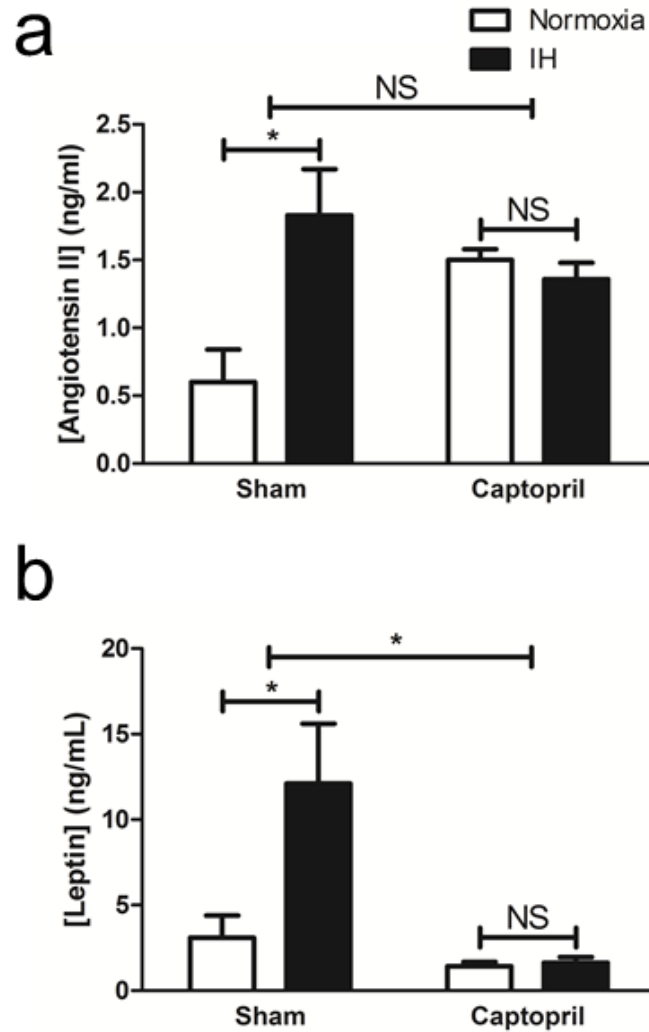 a
Normoxia
IH
NS
*
NS
[Angiotensin II] (ng/ml)
2.5
2.0
1.5
1.0
0.5
0.0
Sham
Captopril
b
*
*
NS
[Leptin] (ng/mL)
20
15
10
5
0
Sham
Captopril